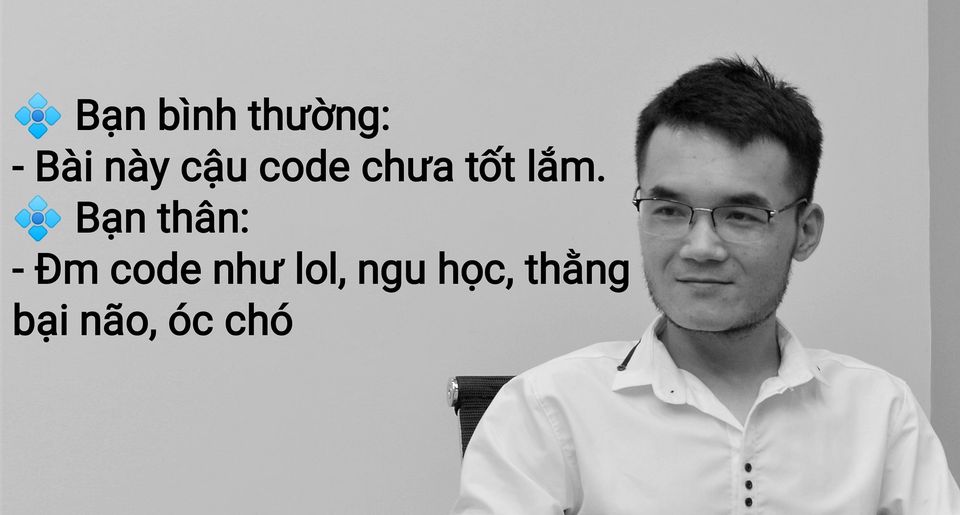 💠 Bạn bình thường:
- Bài này cậu code chưa tốt lắm.
💠 Bạn thân:
- Đm code như lol, ngu học, thằng
bại não, óc chó